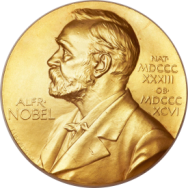 ALFR·
NOBEL
NAT·
MDCCC
XXXIII
OB·
MDCCC
XCVI